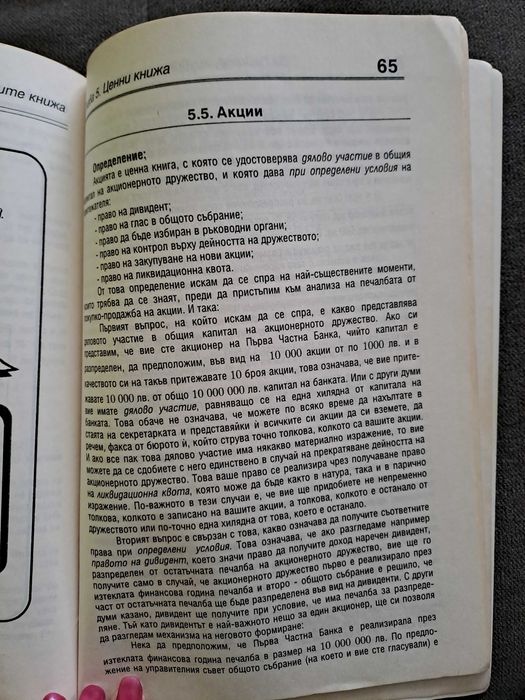 ите книжа
Глава 5. Ценни книжа
65
5.5. Акции
Определение:
Акцията е ценна книга, с която се удостоверява дялово участие в общия
капитал на акционерното дружество, и която дава при определени условия на
притежателя:
- право на дивидент;
- право на глас в общото събрание;
- право да бъде избиран в ръководни органи;
- право на контрол върху дейността на дружеството;
- право на закупуване на нови акции;
- право на ликвидационна квота.
От това определение искам да се спра на най-съществените моменти,
които трябва да се знаят, преди да пристъпим към анализа на печалбата от
покупко-продажба на акции. И така:
Първият въпрос, на който искам да се спра, е какво представлява
дяловото участие в общия капитал на акционерното дружество. Ако си
представим, че вие сте акционер на Първа Частна Банка, чийто капитал е
разпределен, да предположим, във вид на 10 000 акции от по 1000 лв. и в
качеството си на такъв притежавате 10 броя акции, това означава, че вие прите-
жавате 10 000 лв. от общо 10 000 000 лв. капитал на банката. Или с други думи
вие имате дялово участие, равняващо се на една хилядна от капитала на
банката. Това обаче не означава, че можете по всяко време да нахълтате в
стаята на секретарката и представяйки й всичките си акции да си вземете, да
речем, факса от бюрото й, който струва точно толкова, колкото са вашите акции.
И ако все пак това дялово участие има някакво материално изражение, то вие
можете да се сдобиете с него единствено в случай на прекратяване дейността на
акционерното дружество. Това ваше право се реализира чрез получаване право
на ликвидационна квота, която може да бъде както в натура, така и в парично
изражение. По-важното в тези случаи е, че вие ще придобиете не непременно
толкова, колкото е записано на вашите акции, а толкова, колкото е останало от
дружеството или по-точно една хилядна от това, което е останало.
Вторият въпрос е свързан с това, какво означава да получите съответните
права при определени условия. Това означава, че ако разгледаме например
правото на дивидент, което значи право да получите доход наречен дивидент,
разпределен от остатъчната печалба на акционерното дружество, вие ще го
получите само в случай, че акционерното дружество първо е реализирало през
изтеклата финансова година печалба и второ - общото събрание е решило, че
част от остатъчната печалба ще бъде разпределена във вид на дивиденти. С други
думи казано, дивидент ще получите при условие, че има печалба за разпреде-
ляне. Тъй като дивидентът е най-важното нещо за един акционер, ще си позволя
да разгледам механизма на неговото формиране:
Нека да предположим, че Първа Частна Банка е реализирала през
изтеклата финансова година печалба в размер на 10 000 000 лв. По предло-
жение на управителния съвет общото събрание (на което и вие сте гласували) е